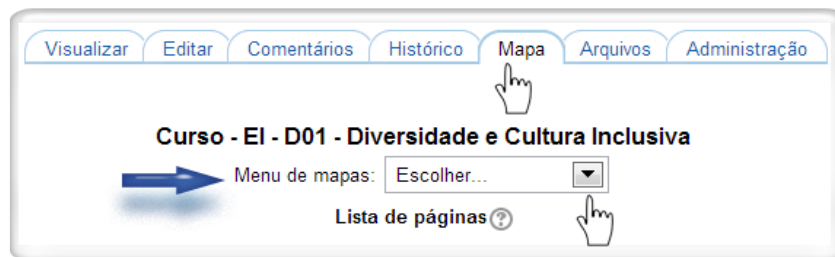 Visualizar Editar Comentários Histórico Mapa Arquivos Administração
Curso - EI - D01 - Diversidade e Cultura Inclusiva
Menu de mapas: Escolher...
Lista de páginas ?